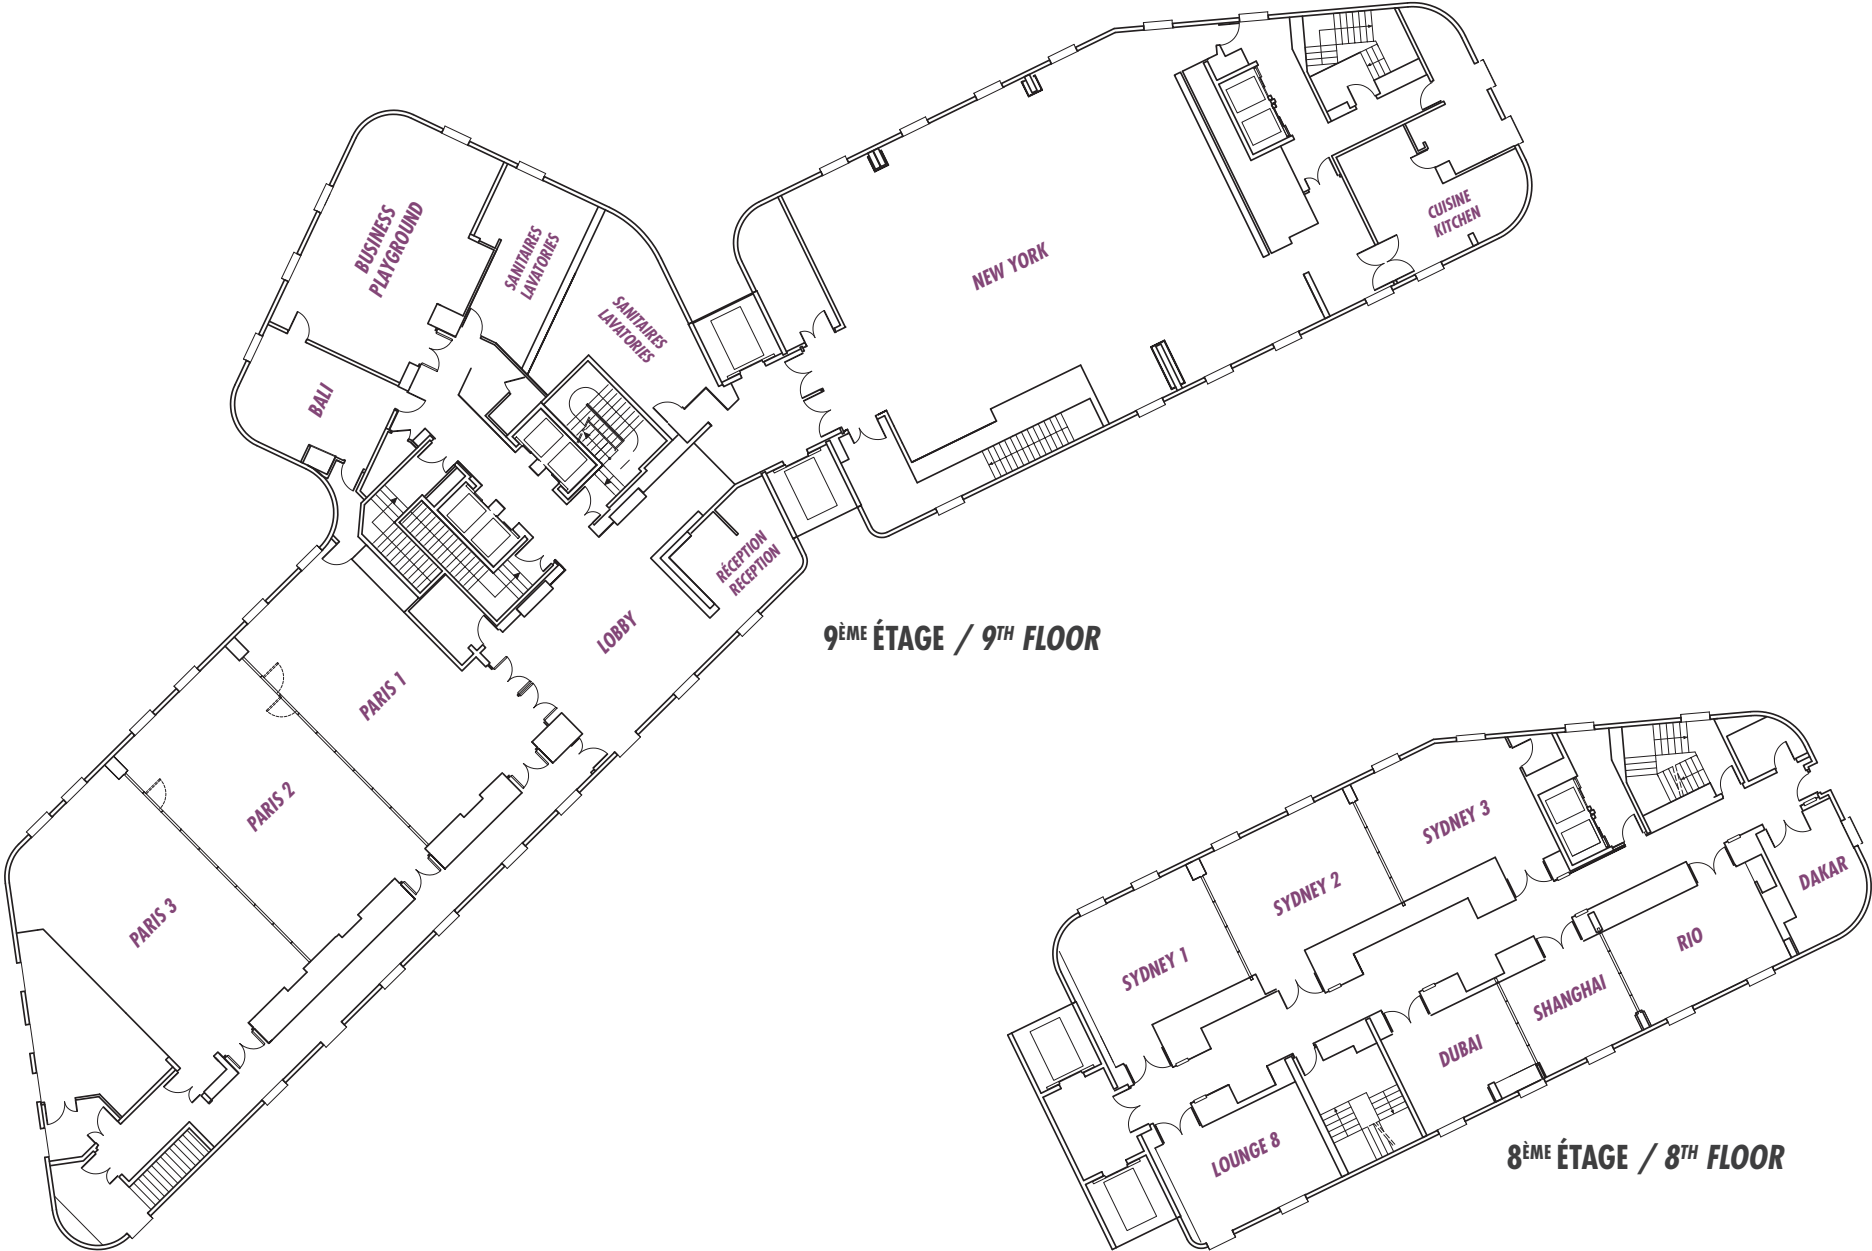 BUSINESS
PLAYGROUND
SANITAIRES
LAVATORIES
SANITAIRES
LAVATORIES
NEW YORK
CUISINE
KITCHEN
BALI
RÉCEPTION
RECEPTION
LOBBY
9ÈME ÉTAGE / 9TH FLOOR
PARIS 1
PARIS 2
PARIS 3
SYDNEY 3
SYDNEY 2
SYDNEY 1
DAKAR
RIO
SHANGHAI
DUBAI
LOUNGE 8
8ÈME ÉTAGE / 8TH FLOOR